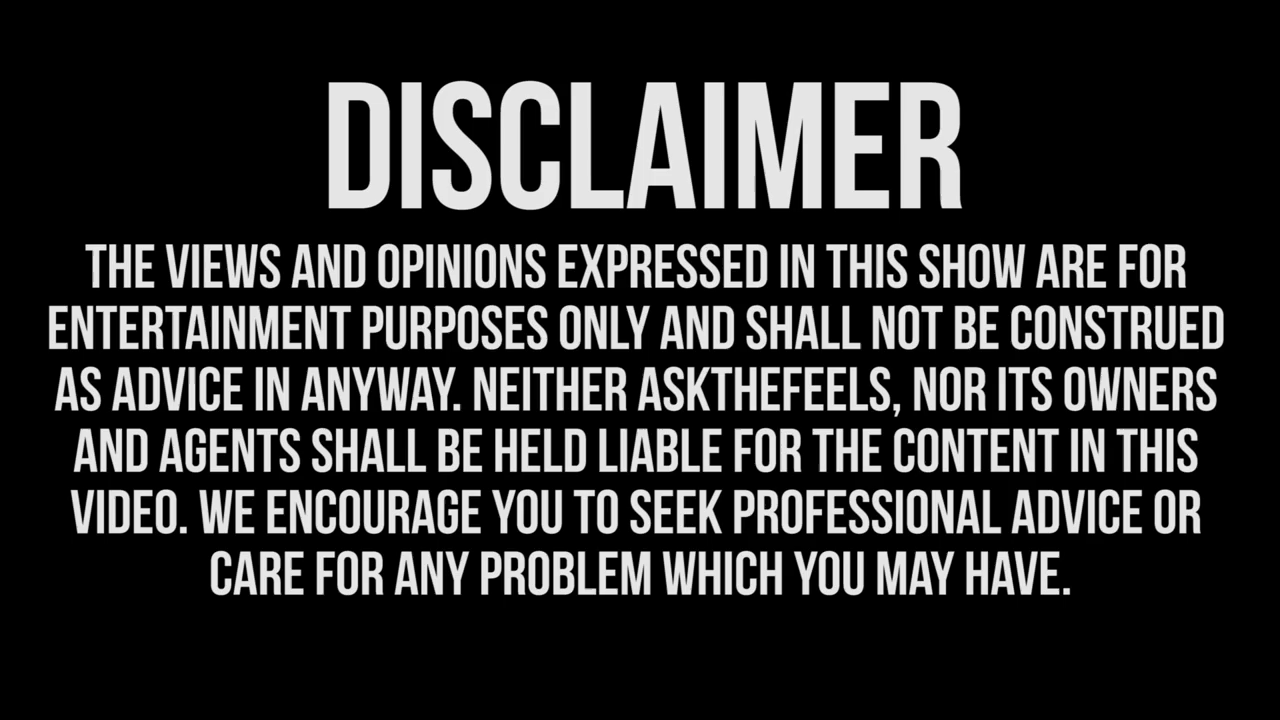 DISCLAIMER
THE VIEWS AND OPINIONS EXPRESSED IN THIS SHOW ARE FOR
ENTERTAINMENT PURPOSES ONLY AND SHALL NOT BE CONSTRUED
AS ADVICE IN ANYWAY. NEITHER ASKTHEFEELS, NOR ITS OWNERS
AND AGENTS SHALL BE HELD LIABLE FOR THE CONTENT IN THIS
VIDEO. WE ENCOURAGE YOU TO SEEK PROFESSIONAL ADVICE OR
CARE FOR ANY PROBLEM WHICH YOU MAY HAVE.